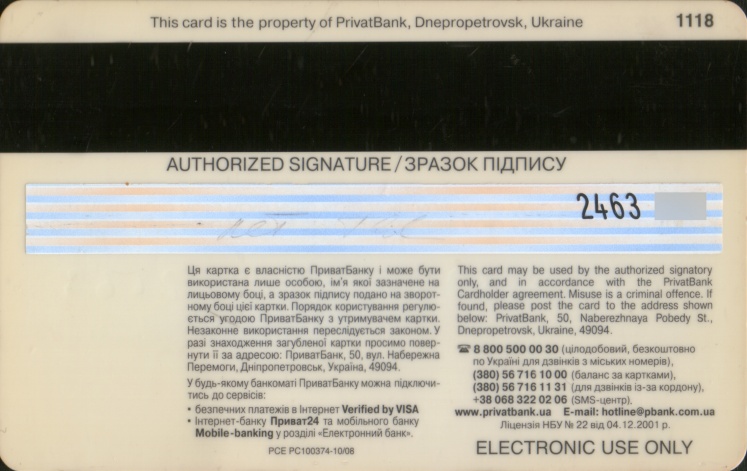 This card is the property of PrivatBank, Dnepropetrovsk, Ukraine 1118
AUTHORIZED SIGNATURE/ЗРАЗОК ПІДПИСУ
2463
Ця картка є власністю ПриватБанку і може бути
використана лише особою, ім'я якої зазначене на
лицьовому боці, а зразок підпису подано на зворот-
ному боці цієї картки. Порядок користування регулю-
ється угодою ПриватБанку з утримувачем картки.
Незаконне використання переслідується законом. У
разі знаходження загубленої картки просимо повер-
нути її за адресою: ПриватБанк, 50, вул. Набережна
Перемоги, Дніпропетровськ, Україна, 49094.
У будь-якому банкоматі ПриватБанку можна підключи-
тись до сервісів:
• безпечних платежів в Інтернет Verified by VISA
• Інтернет-банку Приват24 та мобільного банку
Mobile-banking у розділі «Електронний банк».
PCE PC100374-10/08
This card may be used by the authorized signatory
only, and in accordance with the PrivatBank
Cardholder agreement. Misuse is a criminal offence. If
found, please post the card to the address shown
below: PrivatBank, 50, Naberezhnaya Pobedy St.,
Dnepropetrovsk, Ukraine, 49094.
☎ 8 800 500 00 30 (цілодобовий, безкоштовно
по Україні для дзвінків з міських номерів),
(380) 56 716 10 00 (баланс за картками),
(380) 56 716 11 31 (для дзвінків із-за кордону),
+38 068 322 02 06 (SMS-центр),
www.privatbank.ua E-mail: hotline@pbank.com.ua
Ліцензія НБУ № 22 від 04.12.2001 р.
ELECTRONIC USE ONLY